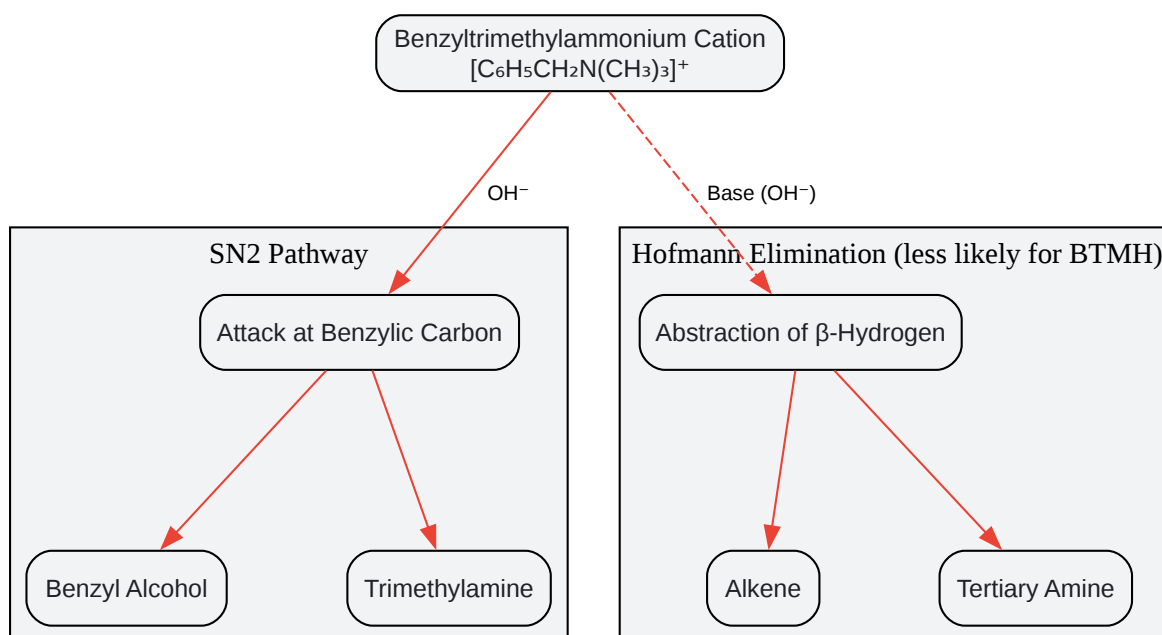 Benzyltrimethylammonium Cation
[C₆H₅CH₂N(CH₃)₃]⁺
OH⁻
Base (OH⁻)
SN2 Pathway
Hofmann Elimination (less likely for BTMH)
Attack at Benzylic Carbon
Abstraction of β-Hydrogen
Benzyl Alcohol
Trimethylamine
Alkene
Tertiary Amine